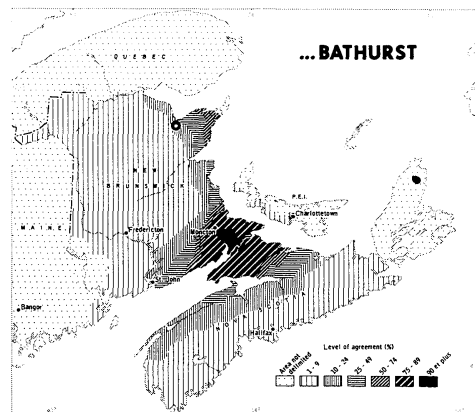 ...BATHURST
QUEBEC
NEW
BRUNSWICK
P.E.I.
Charlottetown
MAINE
Fredericton
Moncton
St. John
Bangor
NOVA SCOTIA
Halifax
Level of agreement (%)
Area not delimited
1 - 9
10 - 24
25 - 49
50 - 74
75 - 89
90 et plus